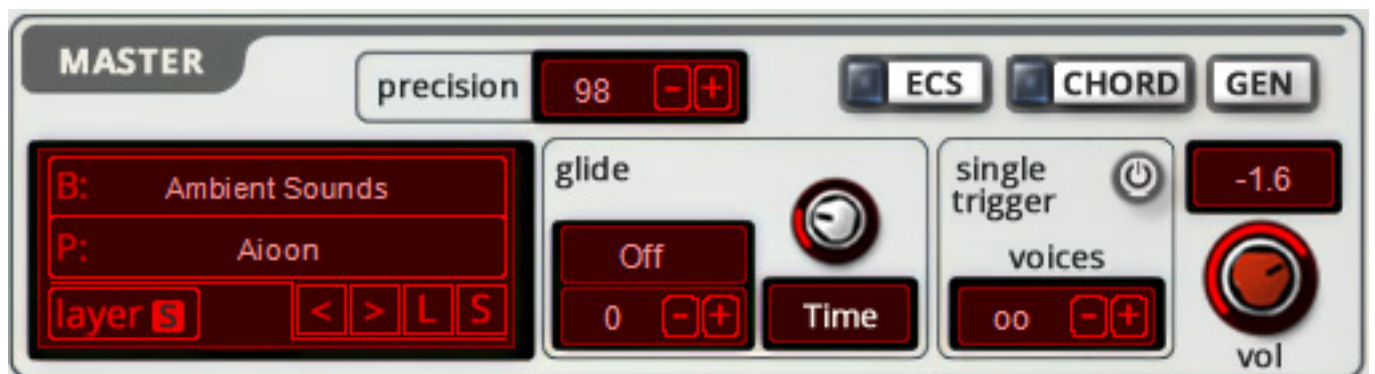 MASTER
precision 98 - +
ECS CHORD GEN
B: Ambient Sounds
P: Aioon
layer S < > L S
glide
Off
0 - +
Time
single
trigger
voices
oo - +
-1.6
vol